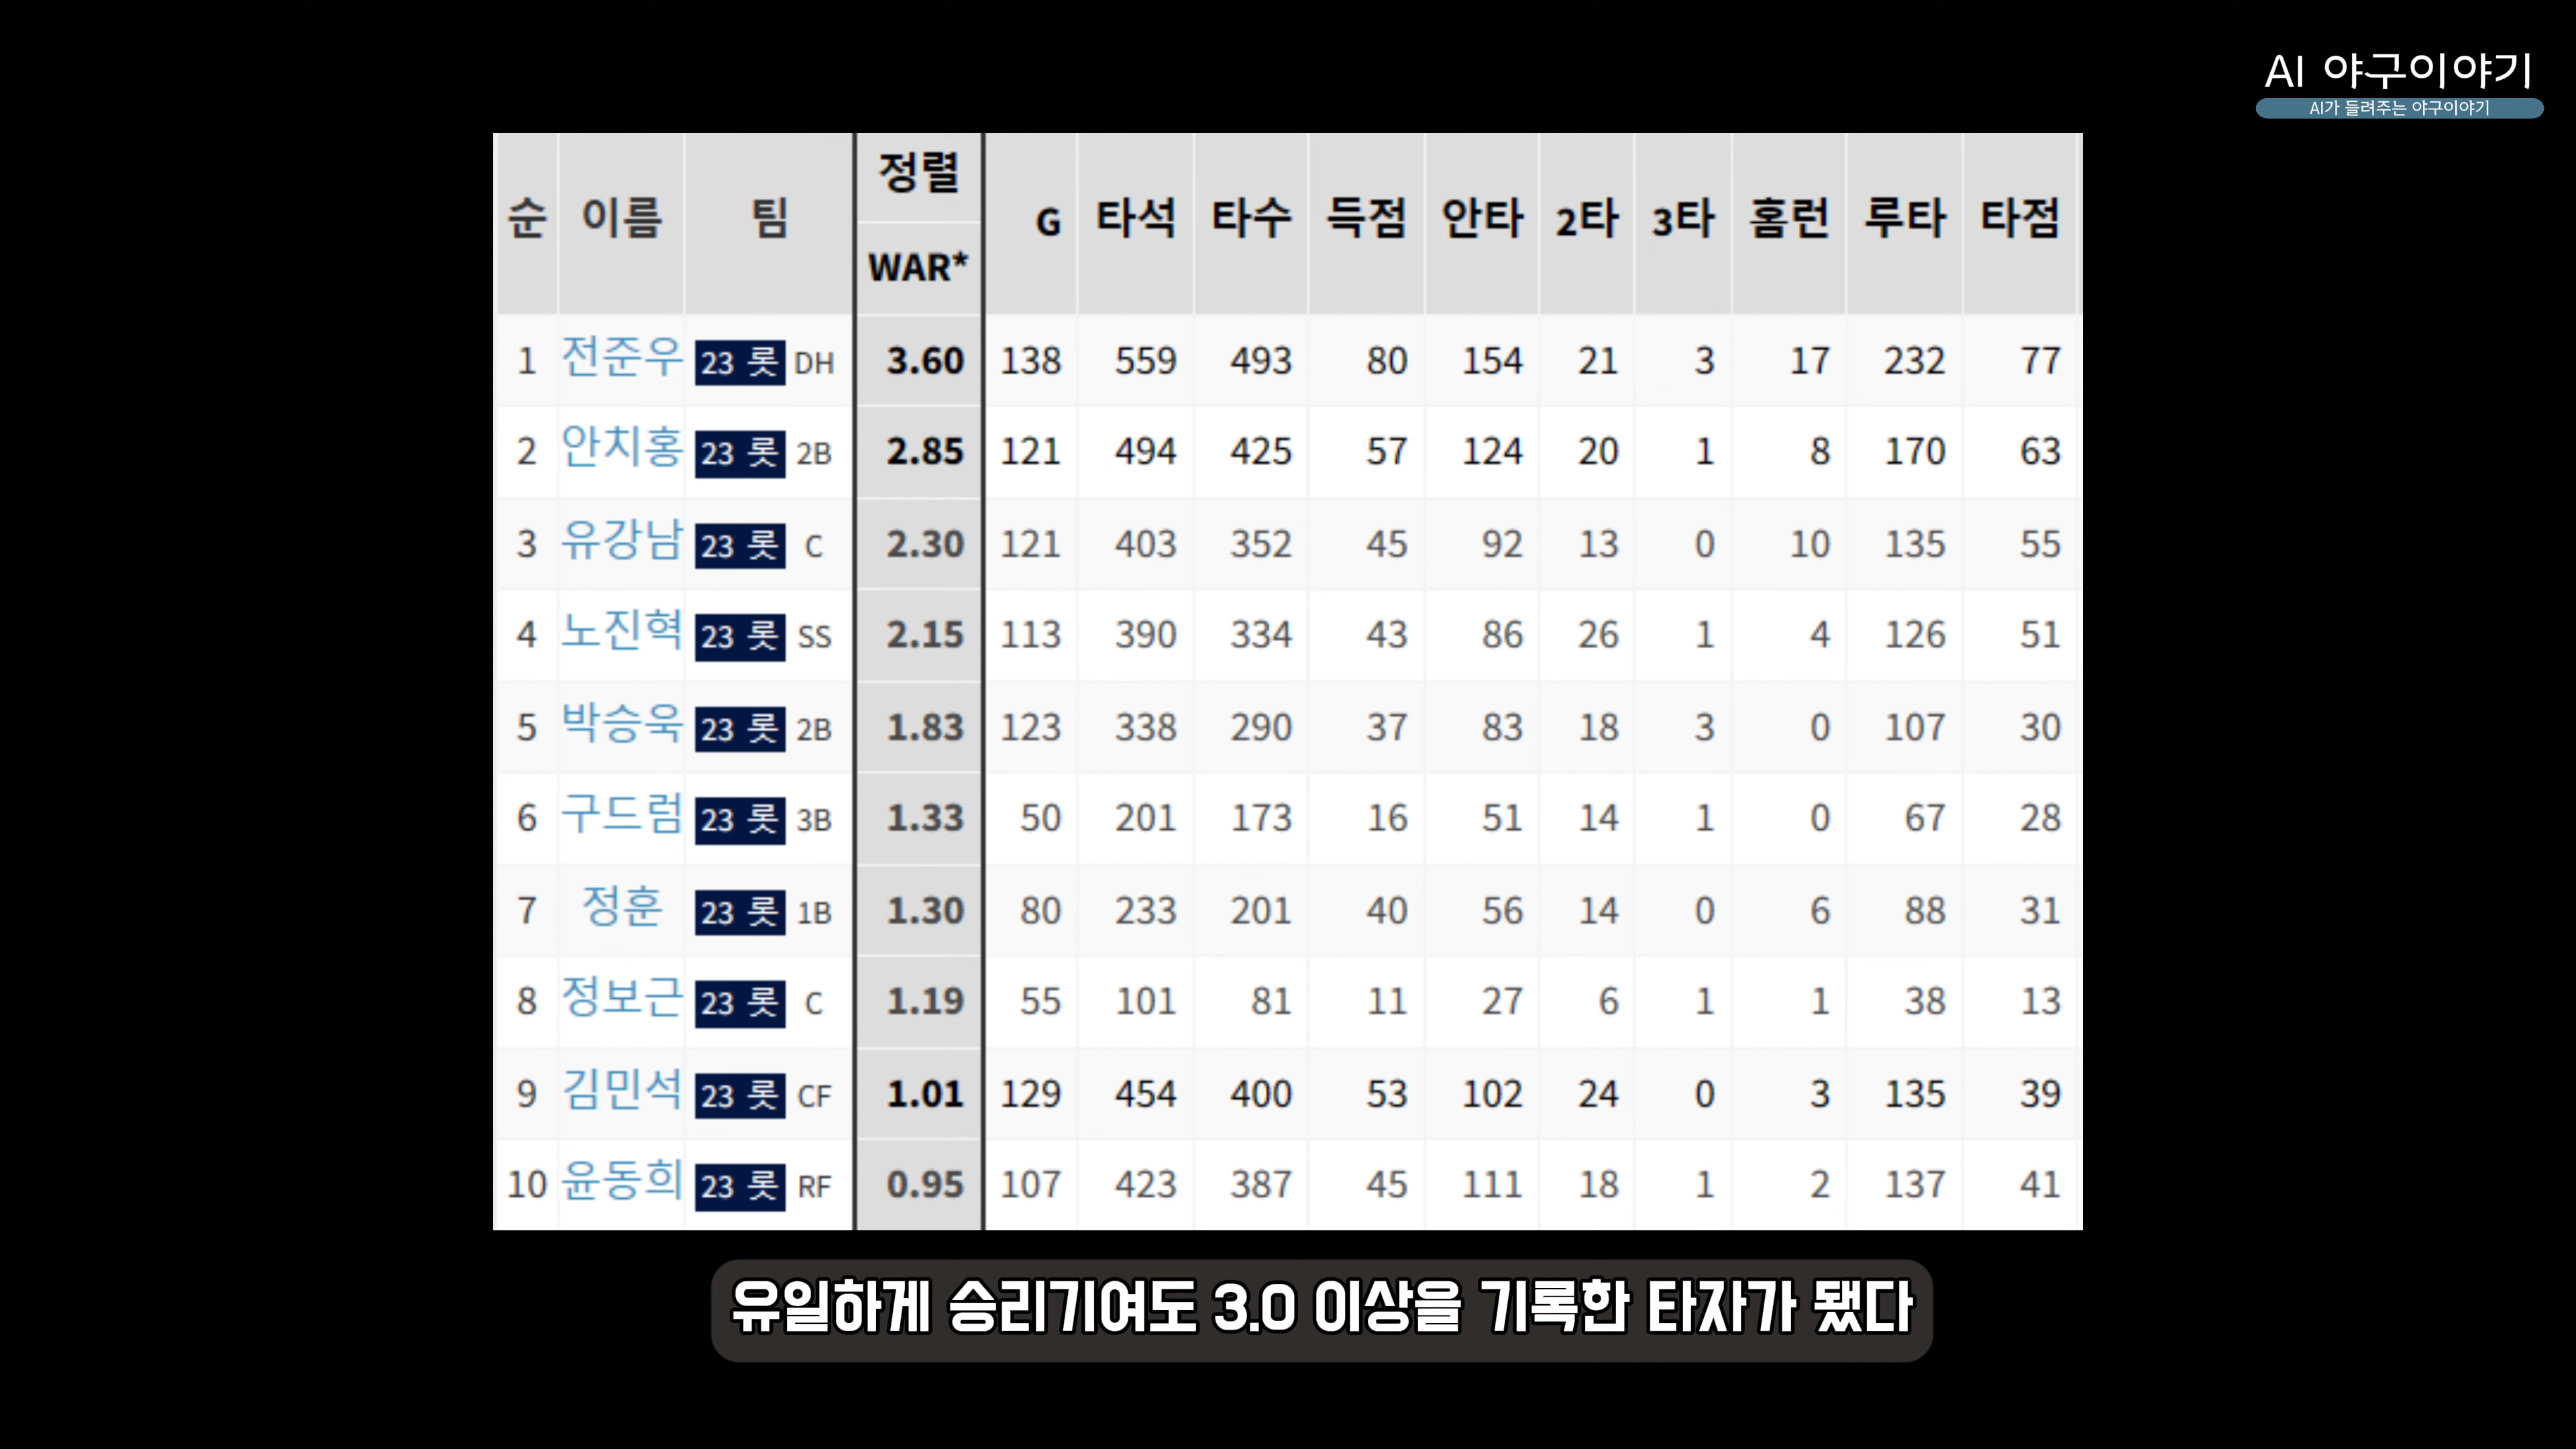 AI 야구이야기
AI가 들려주는 야구이야기
순 이름 팀 정렬 WAR* G 타석 타수 득점 안타 2타 3타 홈런 루타 타점
1 전준우 23 롯 DH 3.60 138 559 493 80 154 21 3 17 232 77
2 안치홍 23 롯 2B 2.85 121 494 425 57 124 20 1 8 170 63
3 유강남 23 롯 C 2.30 121 403 352 45 92 13 0 10 135 55
4 노진혁 23 롯 SS 2.15 113 390 334 43 86 26 1 4 126 51
5 박승욱 23 롯 2B 1.83 123 338 290 37 83 18 3 0 107 30
6 구드럼 23 롯 3B 1.33 50 201 173 16 51 14 1 0 67 28
7 정훈 23 롯 1B 1.30 80 233 201 40 56 14 0 6 88 31
8 정보근 23 롯 C 1.19 55 101 81 11 27 6 1 1 38 13
9 김민석 23 롯 CF 1.01 129 454 400 53 102 24 0 3 135 39
10 윤동희 23 롯 RF 0.95 107 423 387 45 111 18 1 2 137 41
유일하게 승리기여도 3.0 이상을 기록한 타자가 됐다